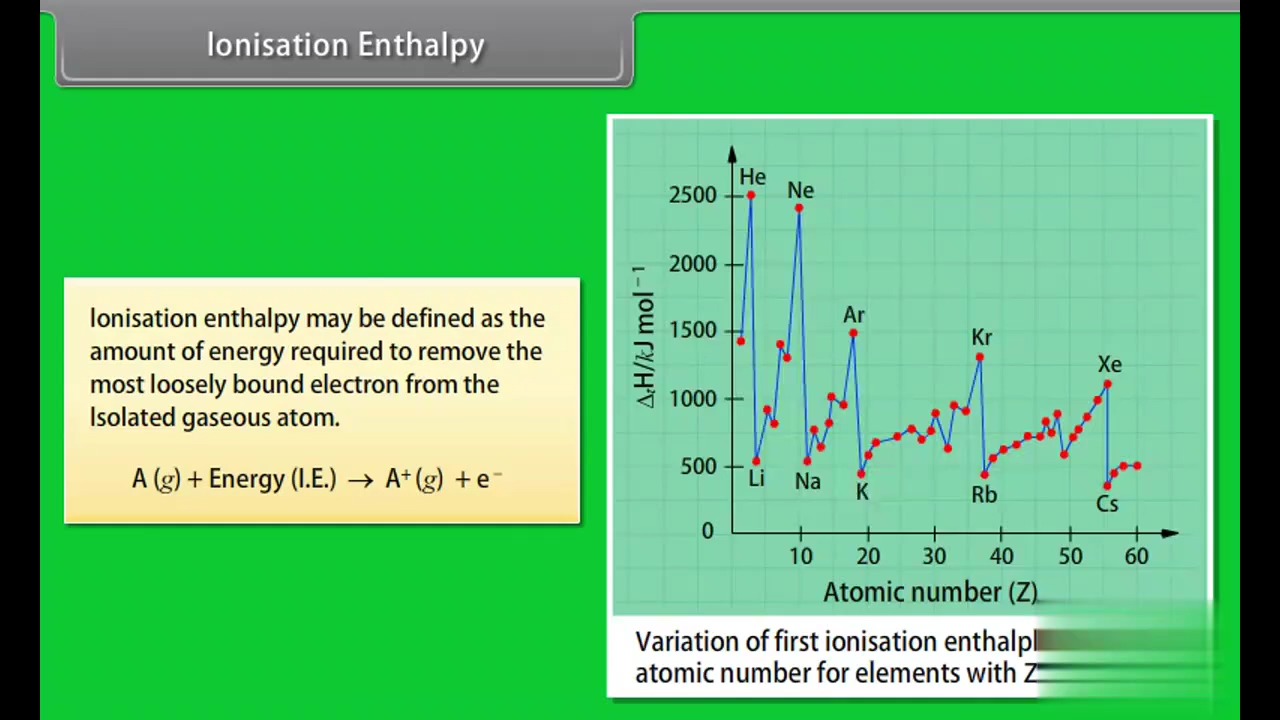 Ionisation Enthalpy
Ionisation enthalpy may be defined as the
amount of energy required to remove the
most loosely bound electron from the
Isolated gaseous atom.
A (g) + Energy (I.E.) → A⁺ (g) + e⁻
ΔᵢH/kJ mol⁻¹
2500
2000
1500
1000
500
0
He
Ne
Ar
Kr
Xe
Li
Na
K
Rb
Cs
10 20 30 40 50 60
Atomic number (Z)
Variation of first ionisation
atomic number for elements with Z